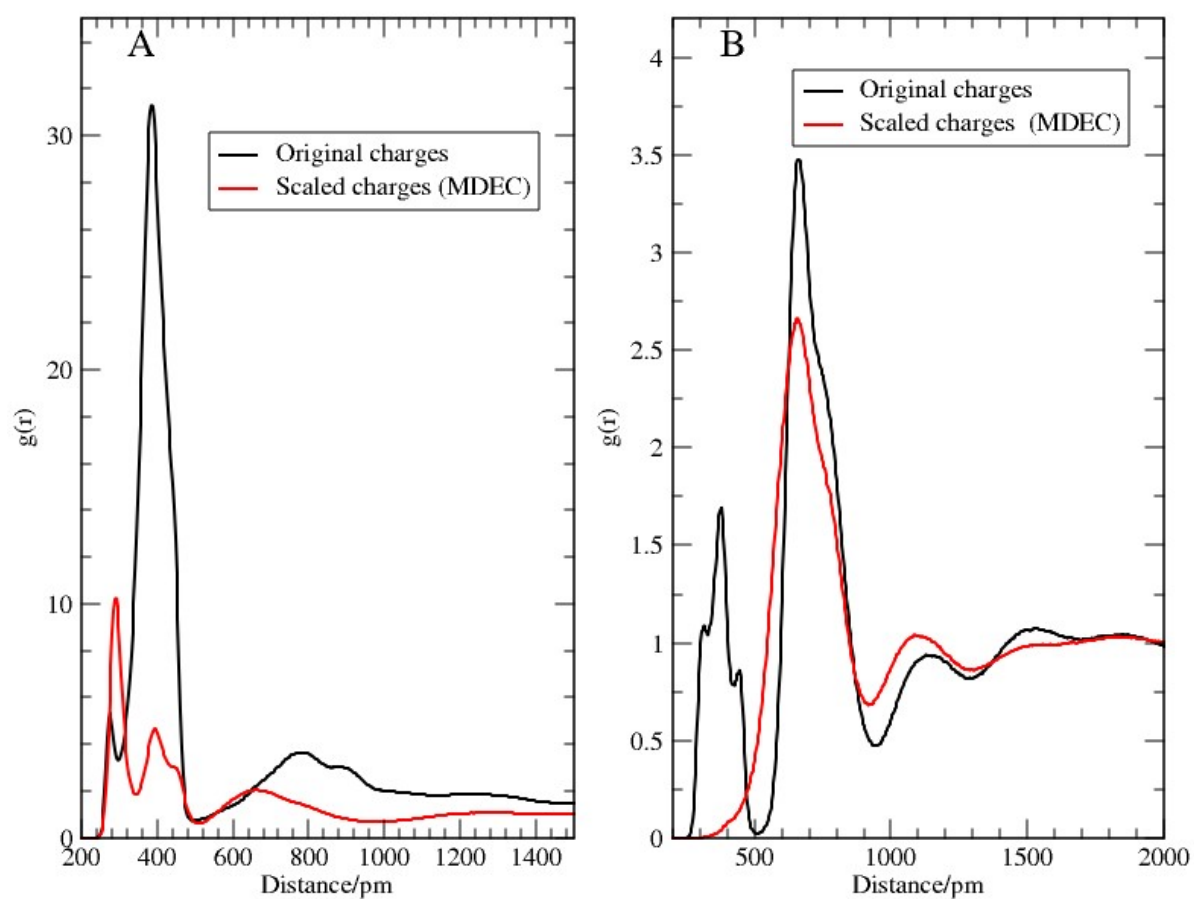 A
Original charges
Scaled charges (MDEC)
30
20
10
0
g(r)
200 400 600 800 1000 1200 1400
Distance/pm
B
Original charges
Scaled charges (MDEC)
4
3.5
3
2.5
2
1.5
1
0.5
0
g(r)
500 1000 1500 2000
Distance/pm